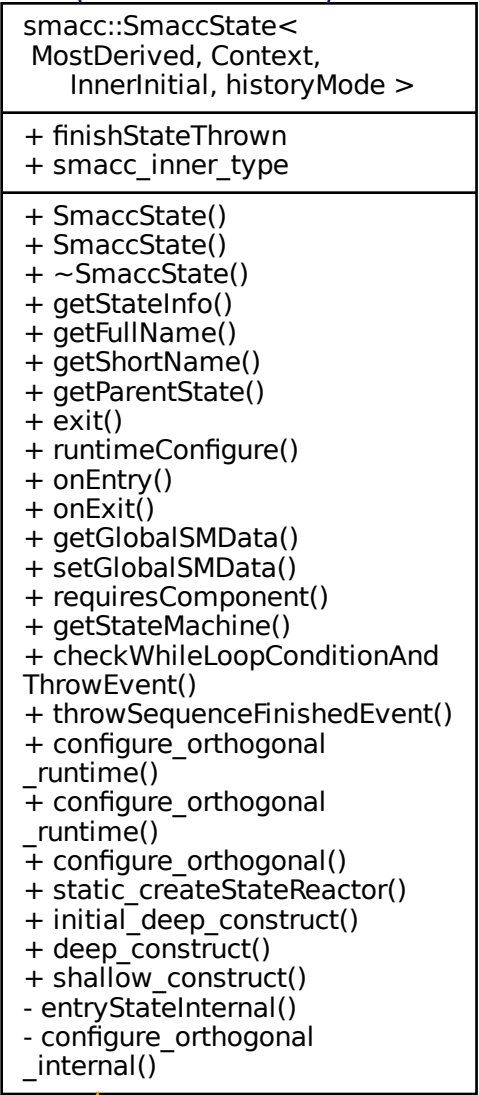 smacc::SmaccState<
MostDerived, Context,
InnerInitial, historyMode >
+ finishStateThrown
+ smacc_inner_type
+ SmaccState()
+ SmaccState()
+ ~SmaccState()
+ getStateInfo()
+ getFullName()
+ getShortName()
+ getParentState()
+ exit()
+ runtimeConfigure()
+ onEntry()
+ onExit()
+ getGlobalSMData()
+ setGlobalSMData()
+ requiresComponent()
+ getStateMachine()
+ checkWhileLoopConditionAnd
ThrowEvent()
+ throwSequenceFinishedEvent()
+ configure_orthogonal
_runtime()
+ configure_orthogonal
_runtime()
+ configure_orthogonal()
+ static_createStateReactor()
+ initial_deep_construct()
+ deep_construct()
+ shallow_construct()
- entryStateInternal()
- configure_orthogonal
_internal()